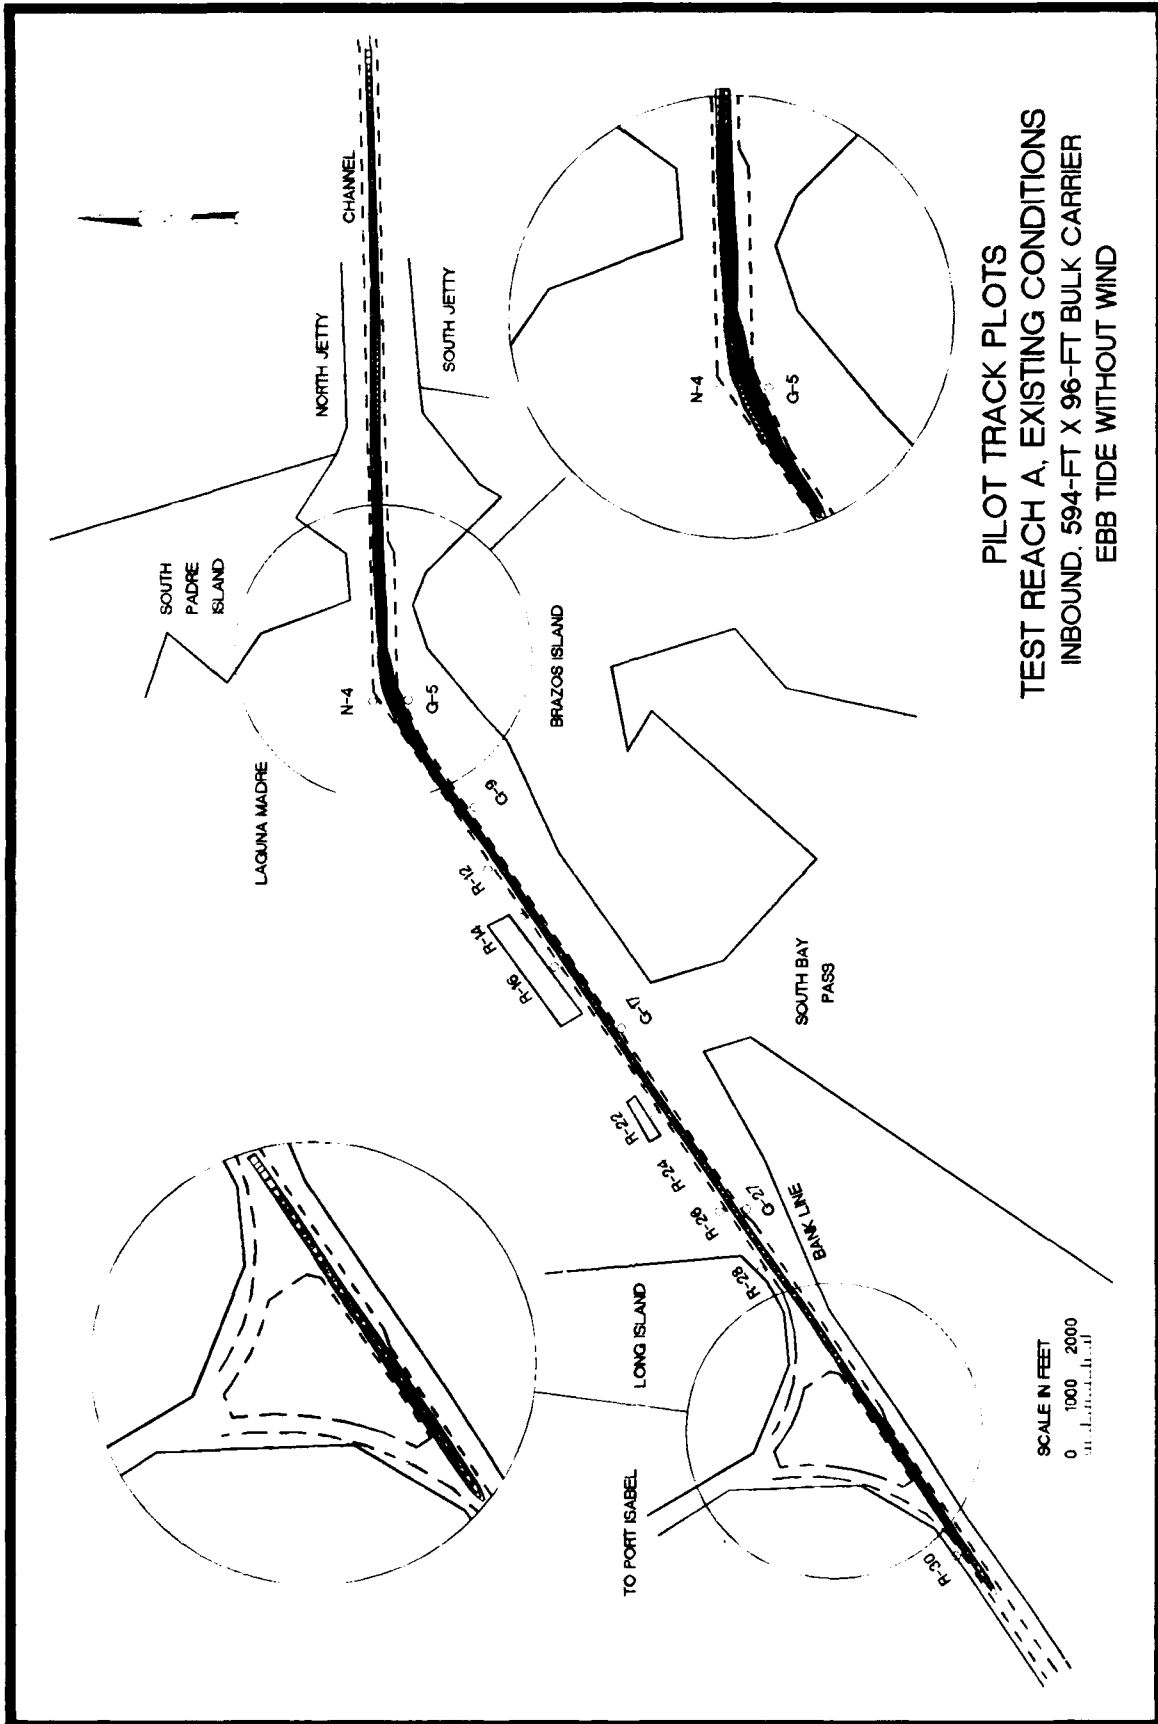 CHANNEL
NORTH JETTY
SOUTH JETTY
SOUTH
PADRE
ISLAND
N-4
G-5
LAGUNA MADRE
BRAZOS ISLAND
G-9
R-12
R-14
R-16
G-17
SOUTH BAY
PASS
R-22
R-24
R-26
G-27
R-28
BANK LINE
LONG ISLAND
TO PORT ISABEL
R-30
N-4
G-5
SCALE IN FEET
0 1000 2000
PILOT TRACK PLOTS
TEST REACH A, EXISTING CONDITIONS
INBOUND. 594-FT X 96-FT BULK CARRIER
EBB TIDE WITHOUT WIND